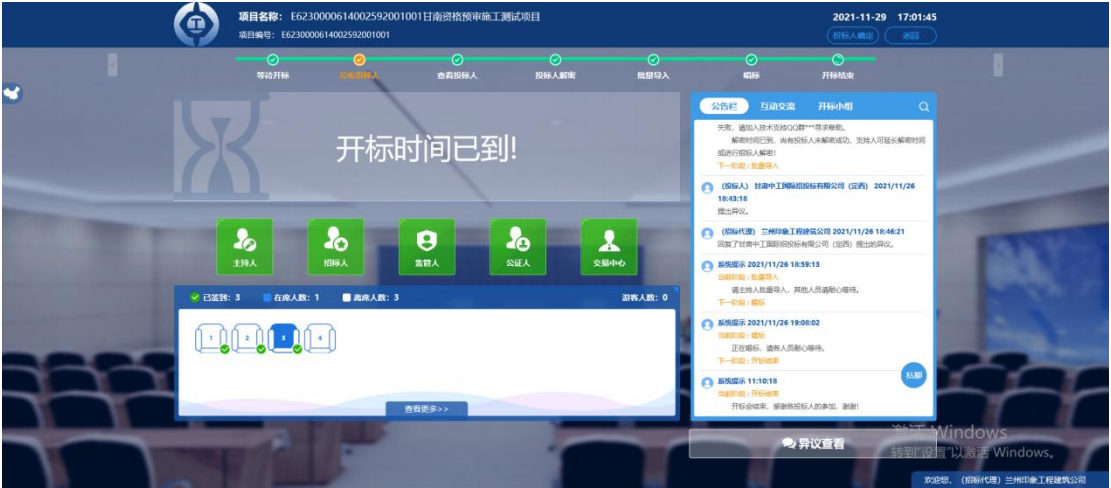 项目名称: E6230000614002592001001甘南资格预审施工测试项目
项目编号: E6230000614002592001001
2021-11-29 17:01:45
投标人确定 返回
等待开标 公布投标人 查看投标人 投标人解密 批量导入 唱标 开标结束
开标时间已到!
主持人 招标人 监管人 公证人 交易中心
已签到: 3 在席人数: 1 离席人数: 3 游客人数: 0
1 2 3 4
查看更多>>
公告栏 互动交流 开标小组
失败, 请加入技术支持QQ群***寻求帮助。
解密时间已到、尚有投标人未解密成功、支持人可延长解密时间
或进行招标人解密!
下一阶段: 批量导入
(投标人) 甘肃中工国际招投标有限公司 (定西) 2021/11/26
18:43:18
提出异议。
(招标代理) 兰州印象工程建筑公司 2021/11/26 18:46:21
回复了甘肃中工国际招投标有限公司 (定西) 提出的异议。
系统提示 2021/11/26 18:59:13
当前阶段: 批量导入
请主持人批量导入, 其他人员请耐心等待。
下一阶段: 唱标
系统提示 2021/11/26 19:08:02
当前阶段: 唱标
正在唱标、请各人员耐心等待。
下一阶段: 开标结束
系统提示 11:10:18
当前阶段: 开标结束
开标会结束, 感谢各投标人的参加, 谢谢!
私聊
异议查看
激活 Windows
转到"设置"以激活 Windows。
欢迎您, (招标代理) 兰州印象工程建筑公司